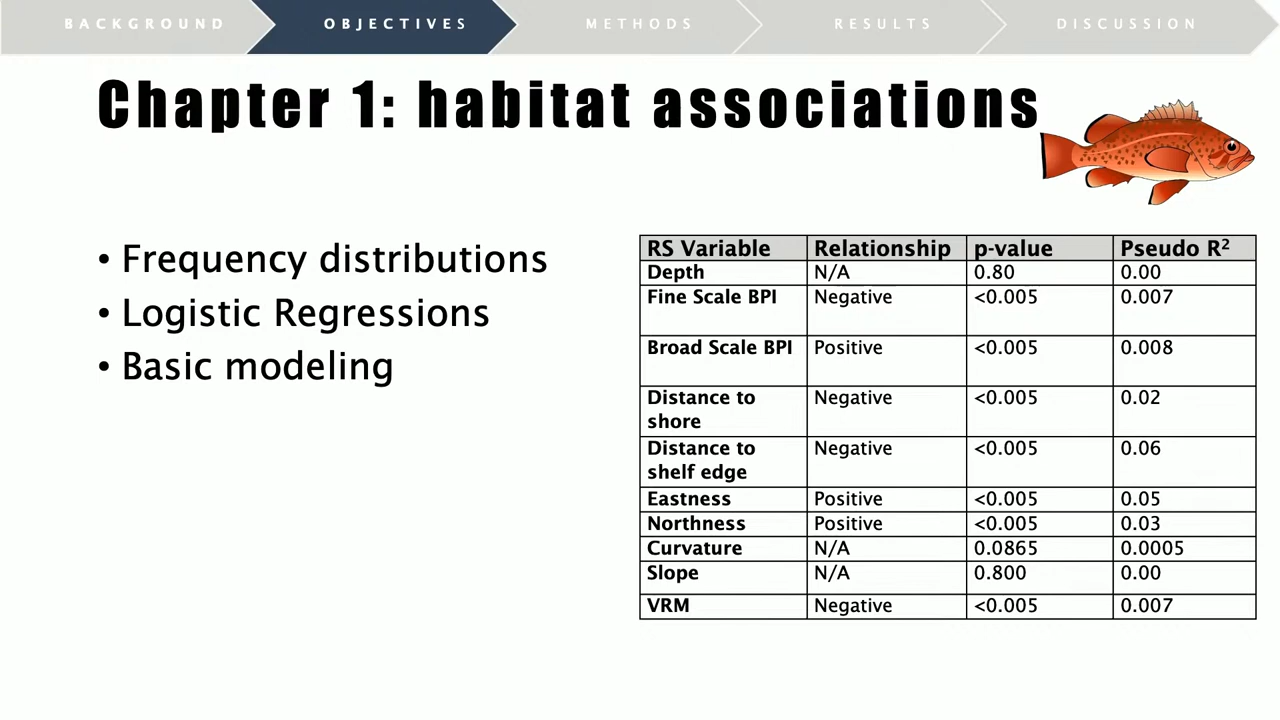 BACKGROUND OBJECTIVES METHODS RESULTS DISCUSSION
Chapter 1: habitat associations
• Frequency distributions
• Logistic Regressions
• Basic modeling
RS Variable Relationship p-value Pseudo R²
Depth N/A 0.80 0.00
Fine Scale BPI Negative <0.005 0.007
Broad Scale BPI Positive <0.005 0.008
Distance to Negative <0.005 0.02
shore
Distance to Negative <0.005 0.06
shelf edge
Eastness Positive <0.005 0.05
Northness Positive <0.005 0.03
Curvature N/A 0.0865 0.0005
Slope N/A 0.800 0.00
VRM Negative <0.005 0.007